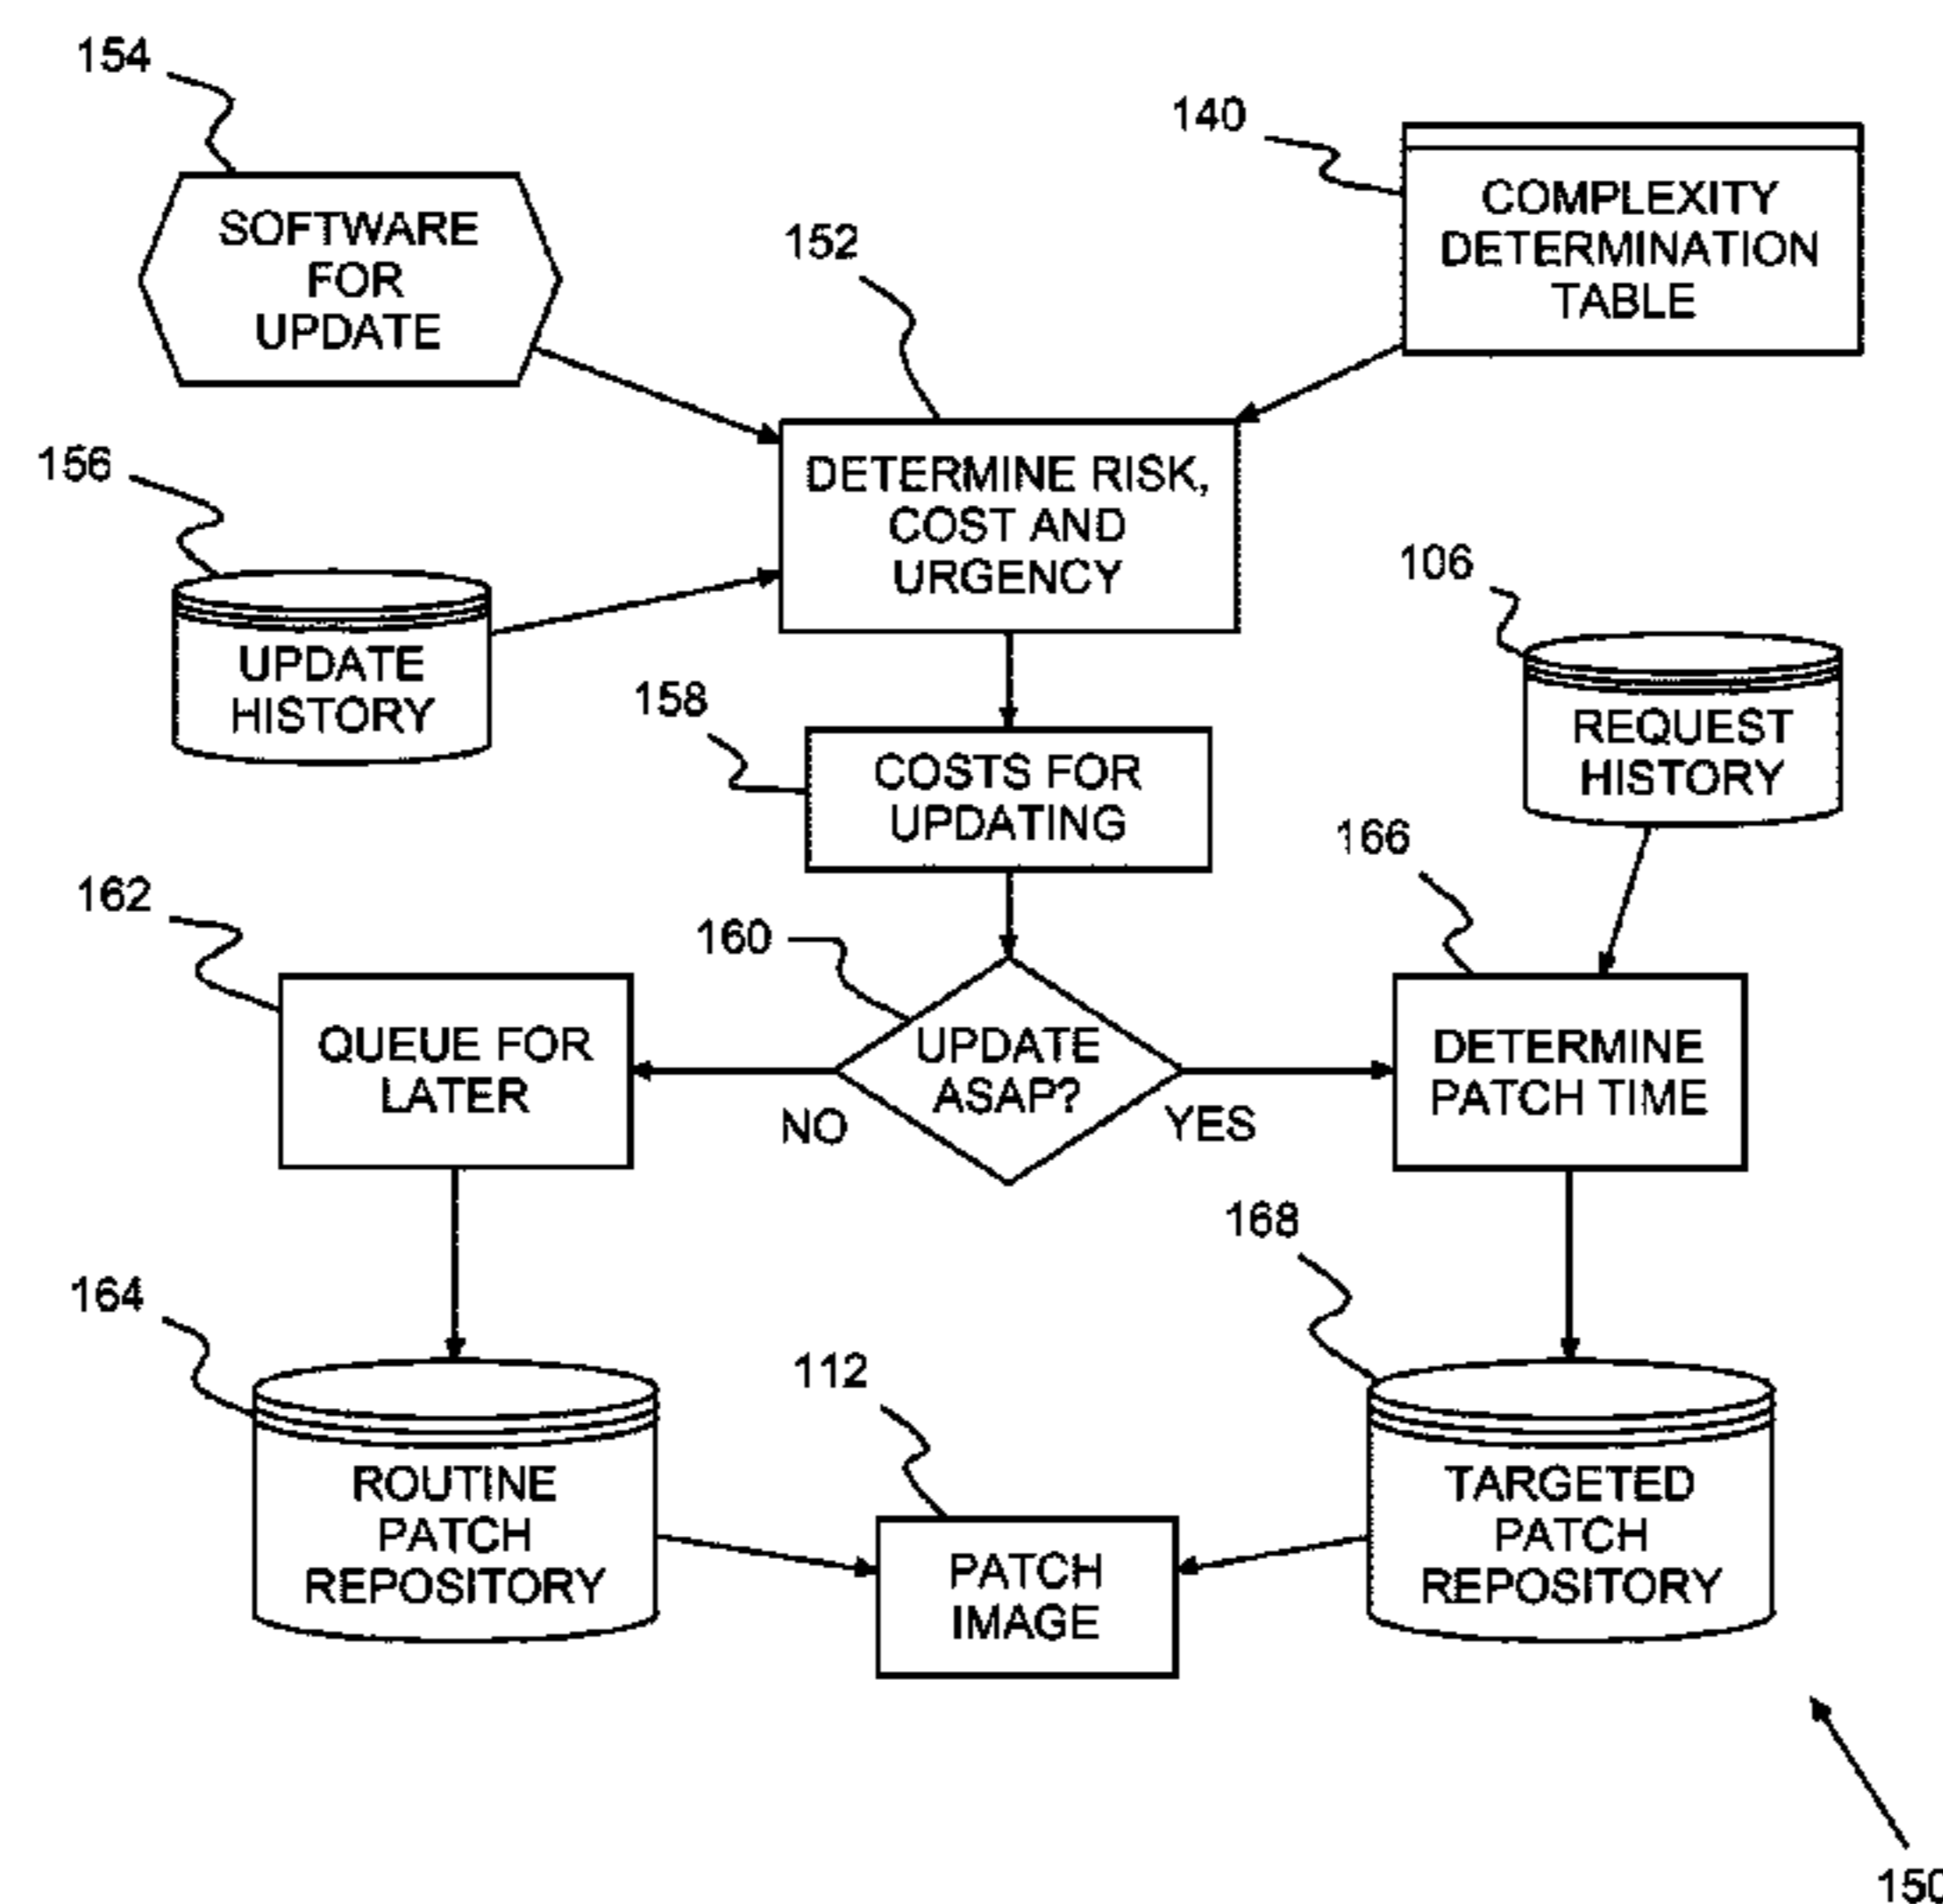 154
SOFTWARE
FOR
UPDATE
140
COMPLEXITY
DETERMINATION
TABLE
152
DETERMINE RISK,
COST AND
URGENCY
156
UPDATE
HISTORY
106
REQUEST
HISTORY
158
COSTS FOR
UPDATING
166
DETERMINE
PATCH TIME
162
QUEUE FOR
LATER
160
UPDATE
ASAP?
NO
YES
164
ROUTINE
PATCH
REPOSITORY
112
PATCH
IMAGE
168
TARGETED
PATCH
REPOSITORY
150